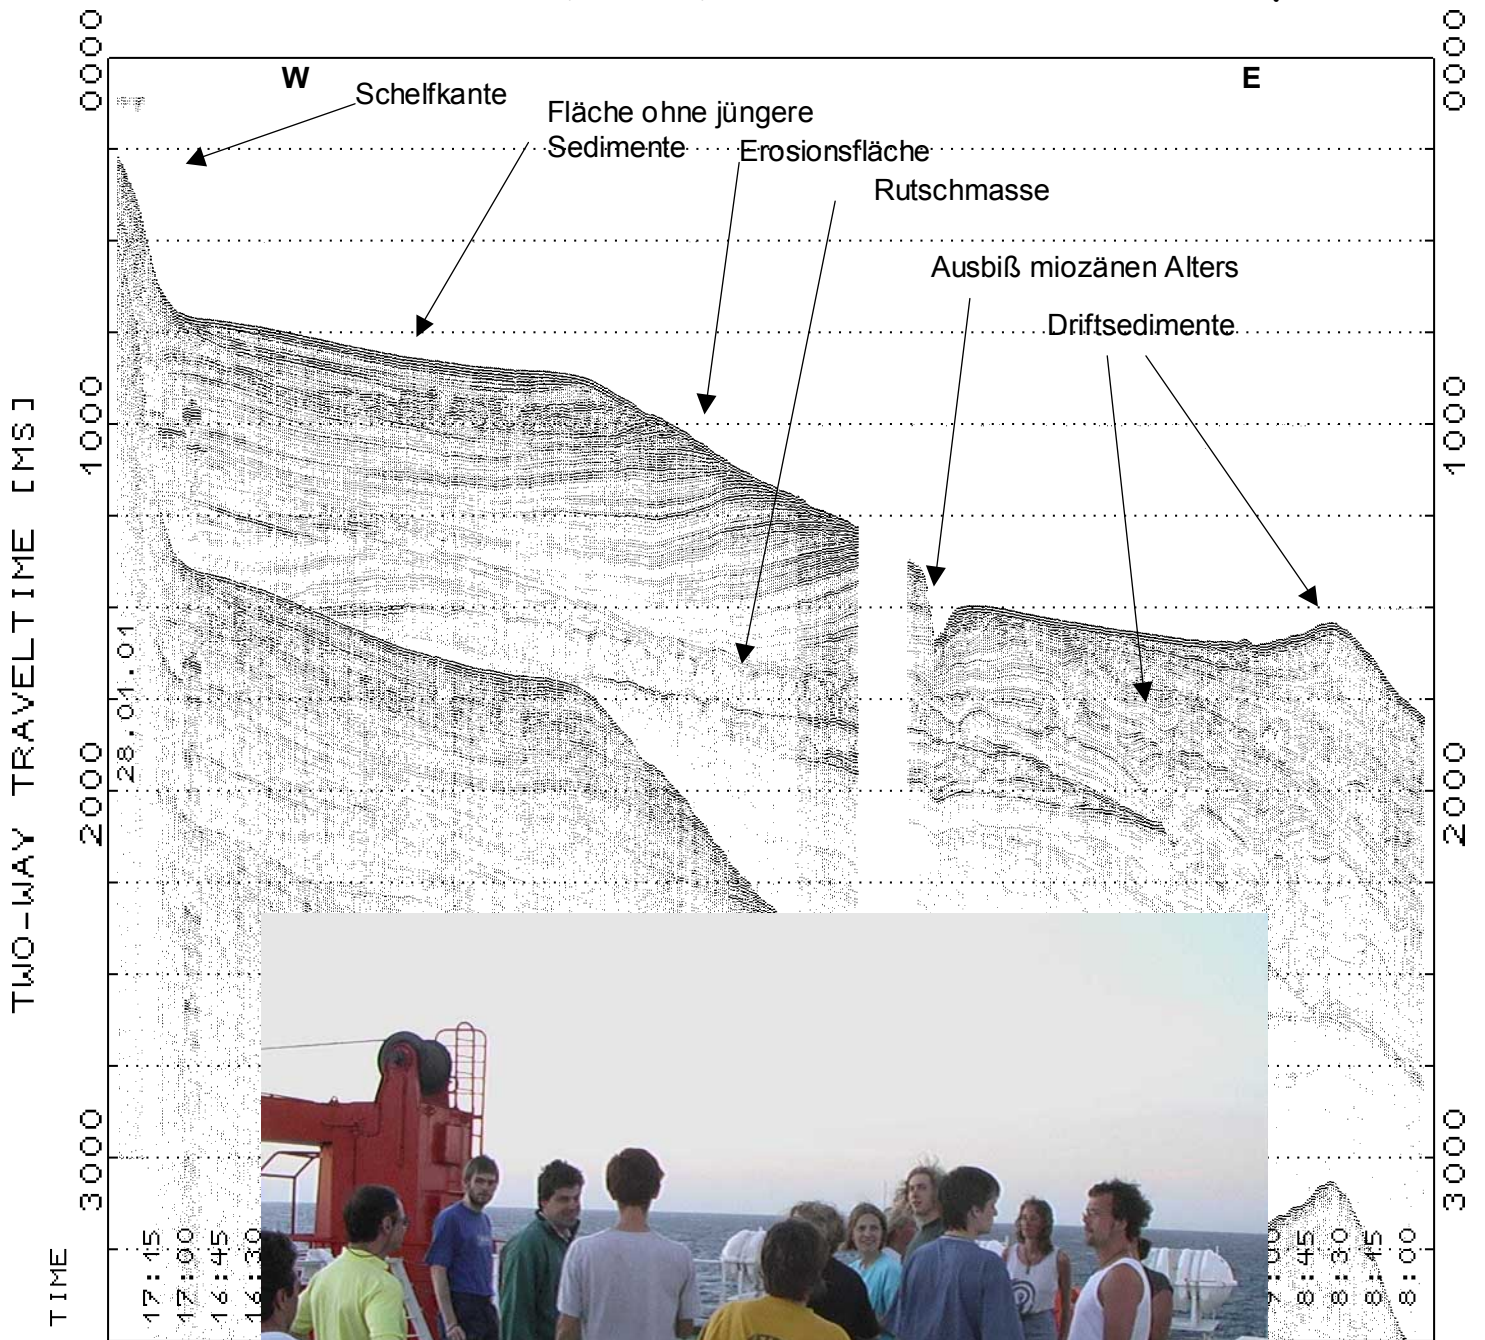 0000
0000
W
E
Schelfkante
Fläche ohne jüngere
Sedimente
Erosionsfläche
Rutschmasse
Ausbiß miozänen Alters
Driftsedimente
TWO-WAY TRAVELTIME [MS]
1000
1000
28.01.01
2000
2000
3000
3000
TIME
17:15
17:00
16:45
16:30
8:45
8:30
8:00